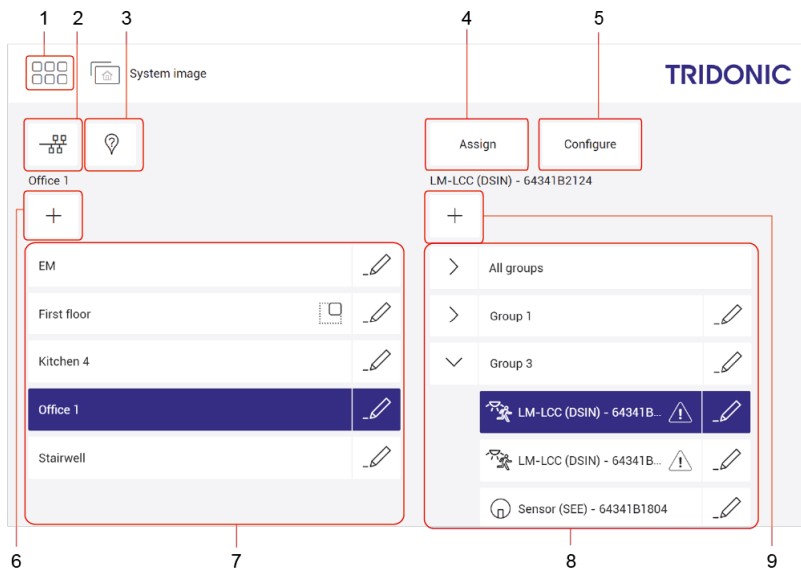 1 2 3 4 5
System image
TRIDONIC
Assign
Configure
Office 1
LM-LCC (DSIN) - 64341B2124
EM
First floor
Kitchen 4
Office 1
Stairwell
All groups
Group 1
Group 3
LM-LCC (DSIN) - 64341B...
LM-LCC (DSIN) - 64341B...
Sensor (SEE) - 64341B1804
6 7 8 9